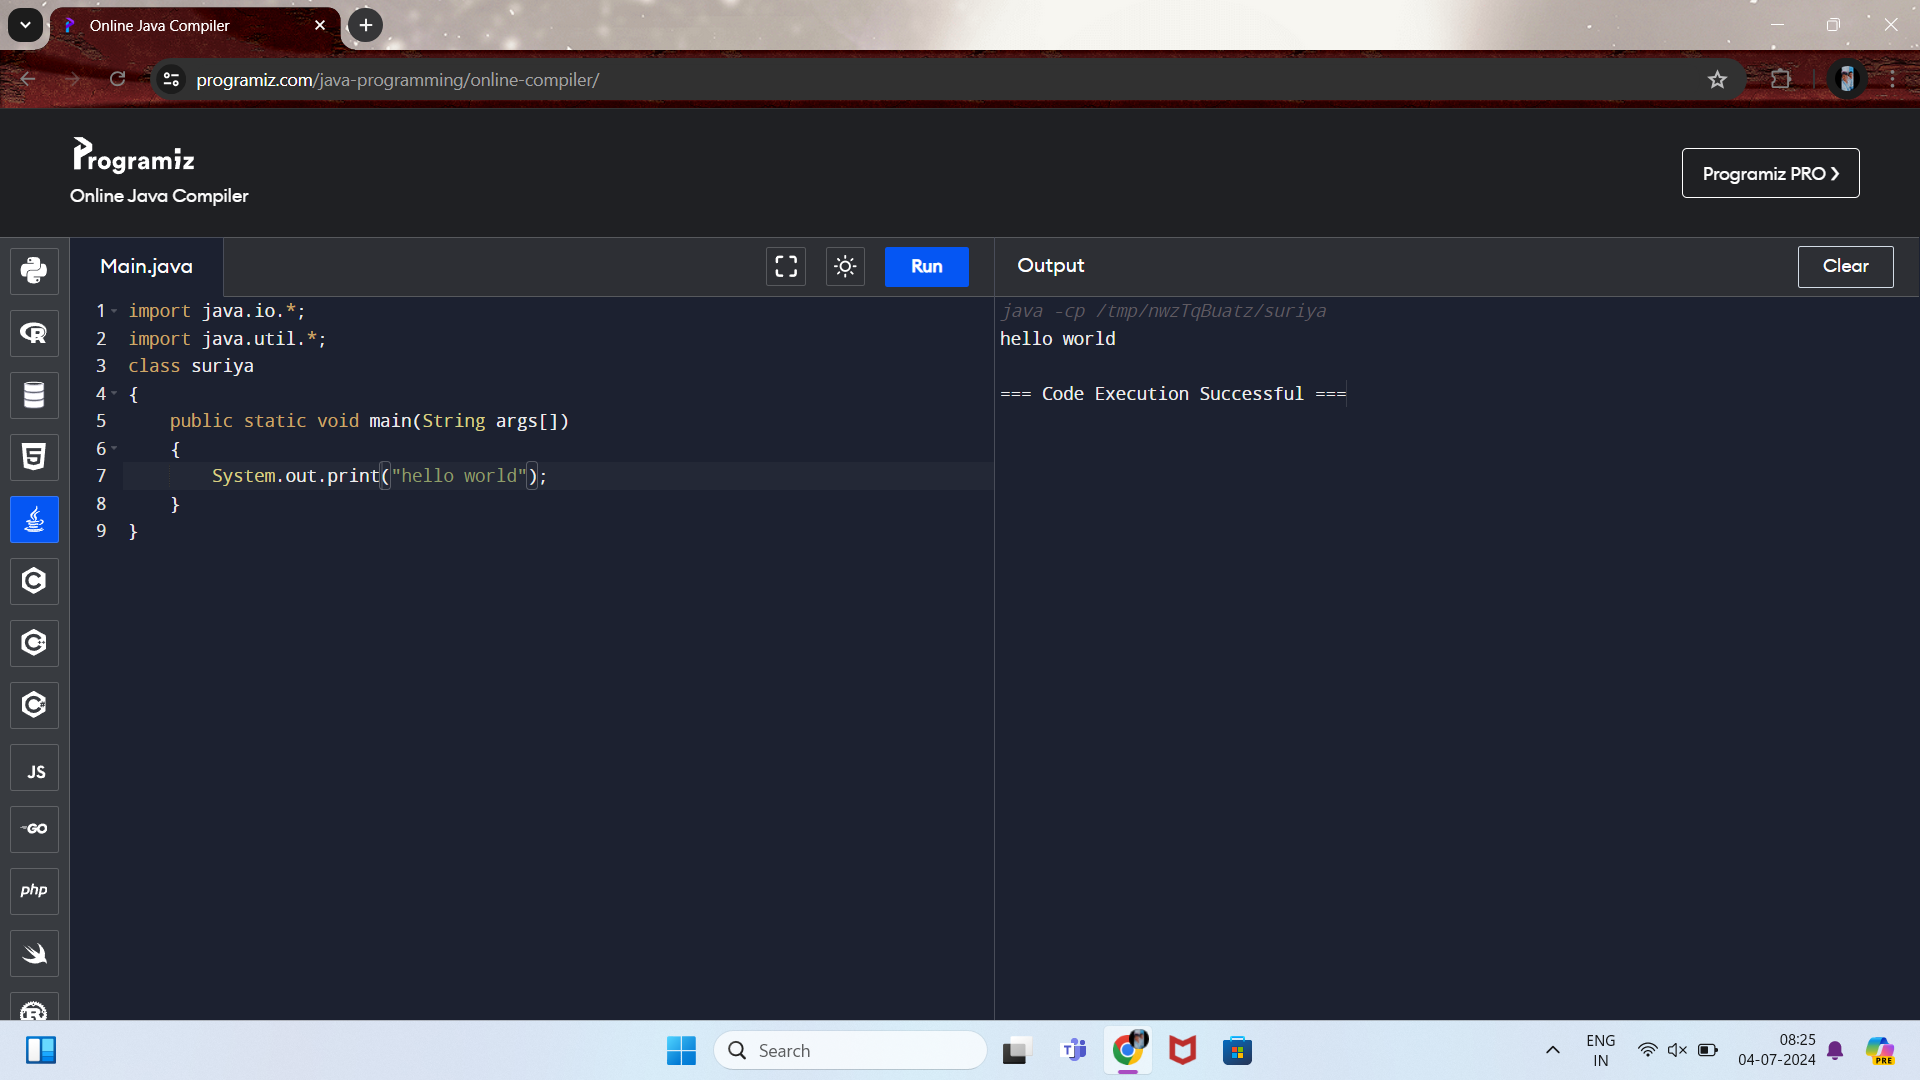 Online Java Compiler
programiz.com/java-programming/online-compiler/
Programiz
Online Java Compiler
Programiz PRO ❯
Main.java
Run
Output
Clear
1 import java.io.*;
2 import java.util.*;
3 class suriya
4 {
5     public static void main(String args[])
6     {
7         System.out.print("hello world");
8     }
9 }
java -cp /tmp/nwzTqBuatz/suriya
hello world
=== Code Execution Successful ===
R
5
C
C++
C#
JS
GO
php
R
Search
T
ENG
IN
08:25
04-07-2024
PRE